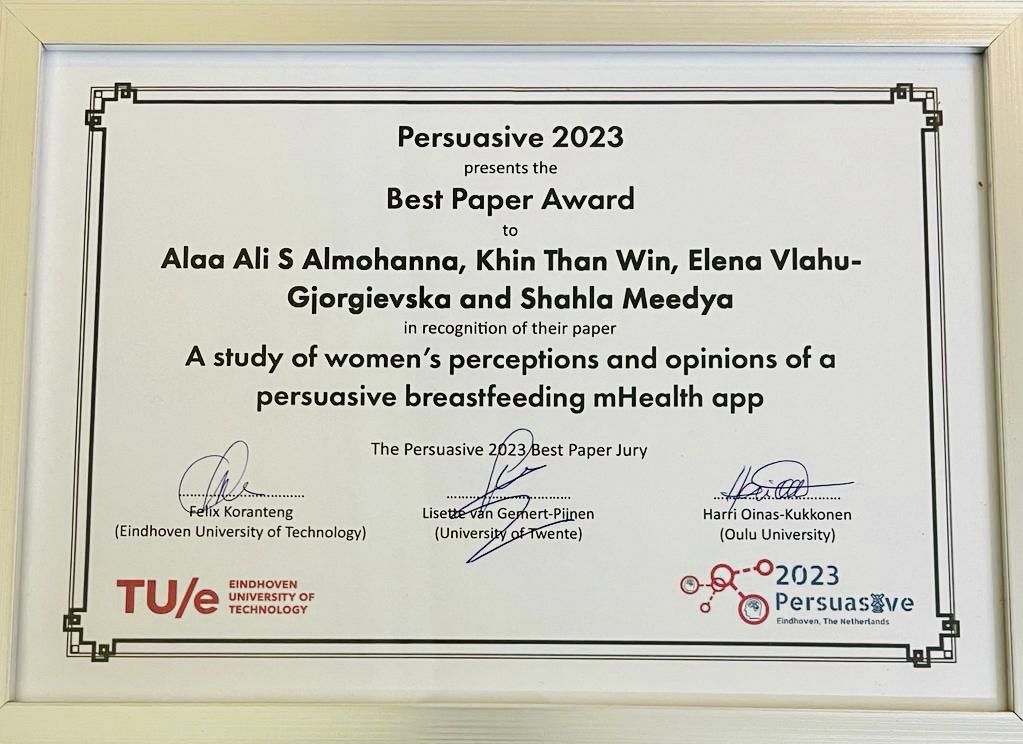 Persuasive 2023
presents the
Best Paper Award
to
Alaa Ali S Almohanna, Khin Than Win, Elena Vlahu-
Gjorgievska and Shahla Meedya
in recognition of their paper
A study of women's perceptions and opinions of a
persuasive breastfeeding mHealth app
The Persuasive 2023 Best Paper Jury
Felix Koranteng
(Eindhoven University of Technology)
Lisette van Gemert-Pijnen
(University of Twente)
Harri Oinas-Kukkonen
(Oulu University)
TU/e
EINDHOVEN
UNIVERSITY OF
TECHNOLOGY
2023
Persuasive
Eindhoven, The Netherlands